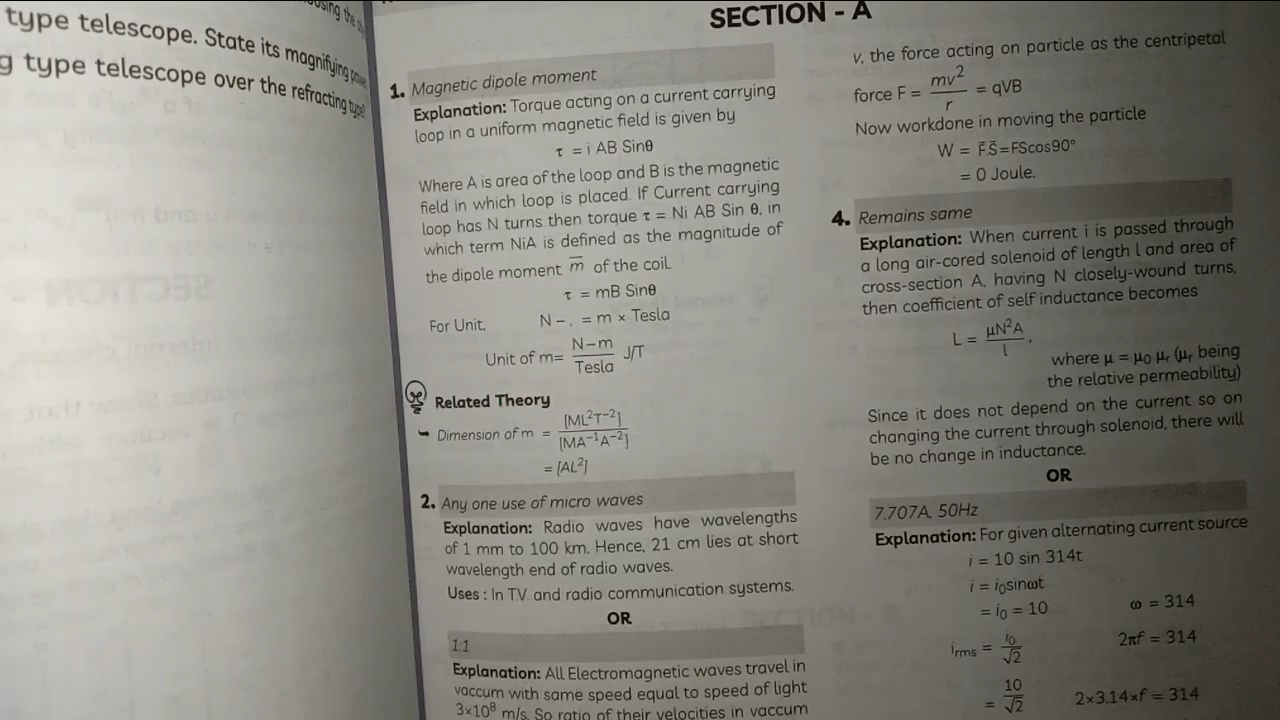 using the
type telescope. State its magnifying
g type telescope over the refracting type
SECTION - A
1. Magnetic dipole moment
Explanation: Torque acting on a current carrying
loop in a uniform magnetic field is given by
τ = i AB Sinθ
Where A is area of the loop and B is the magnetic
field in which loop is placed. If Current carrying
loop has N turns then torque τ = Ni AB Sin θ, in
which term NiA is defined as the magnitude of
the dipole moment m̅ of the coil.
τ = mB Sinθ
For Unit, N – , = m × Tesla
Unit of m= N–m/Tesla J/T
Related Theory
Dimension of m = [ML²T⁻²]/[MA⁻¹A⁻²]
= [AL²]
2. Any one use of micro waves
Explanation: Radio waves have wavelengths
of 1 mm to 100 km. Hence, 21 cm lies at short
wavelength end of radio waves.
Uses : In TV and radio communication systems.
OR
1:1
Explanation: All Electromagnetic waves travel in
vaccum with same speed equal to speed of light
3×10⁸ m/s. So ratio of their velocities in vaccum
v, the force acting on particle as the centripetal
force F = mv²/r = qVB
Now workdone in moving the particle
W = F⃗.S⃗=FScos90°
= 0 Joule.
4. Remains same
Explanation: When current i is passed through
a long air-cored solenoid of length l and area of
cross-section A, having N closely-wound turns,
then coefficient of self inductance becomes
L = μN²A/l ,
where μ = μ₀ μᵣ (μᵣ being
the relative permeability)
Since it does not depend on the current so on
changing the current through solenoid, there will
be no change in inductance.
OR
7.707A, 50Hz
Explanation: For given alternating current source
i = 10 sin 314t
i = i₀sinωt
= i₀ = 10 ω = 314
iᵣₘₛ = i₀/√2 2πf = 314
= 10/√2 2×3.14×f = 314